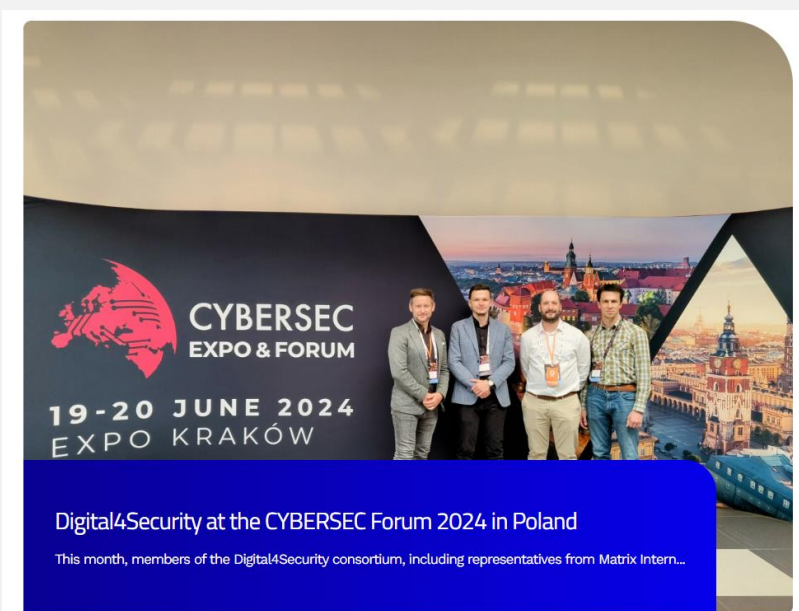 CYBERSEC
EXPO & FORUM
19-20 JUNE 2024
EXPO KRAKÓW
Digital4Security at the CYBERSEC Forum 2024 in Poland
This month, members of the Digital4Security consortium, including representatives from Matrix Intern...